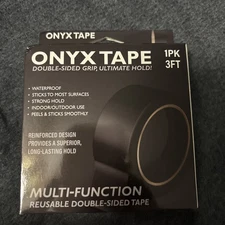 ONYX TAPE
ONYX TAPE
DOUBLE-SIDED GRIP, ULTIMATE HOLD!
1PK
3FT
• WATERPROOF
• STICKS TO MOST SURFACES
• STRONG HOLD
• INDOOR/OUTDOOR USE
• FEELS & STICKS SMOOTHLY
REINFORCED DESIGN
PROVIDES A SUPERIOR,
LONG-LASTING HOLD
MULTI-FUNCTION
REUSABLE DOUBLE-SIDED TAPE